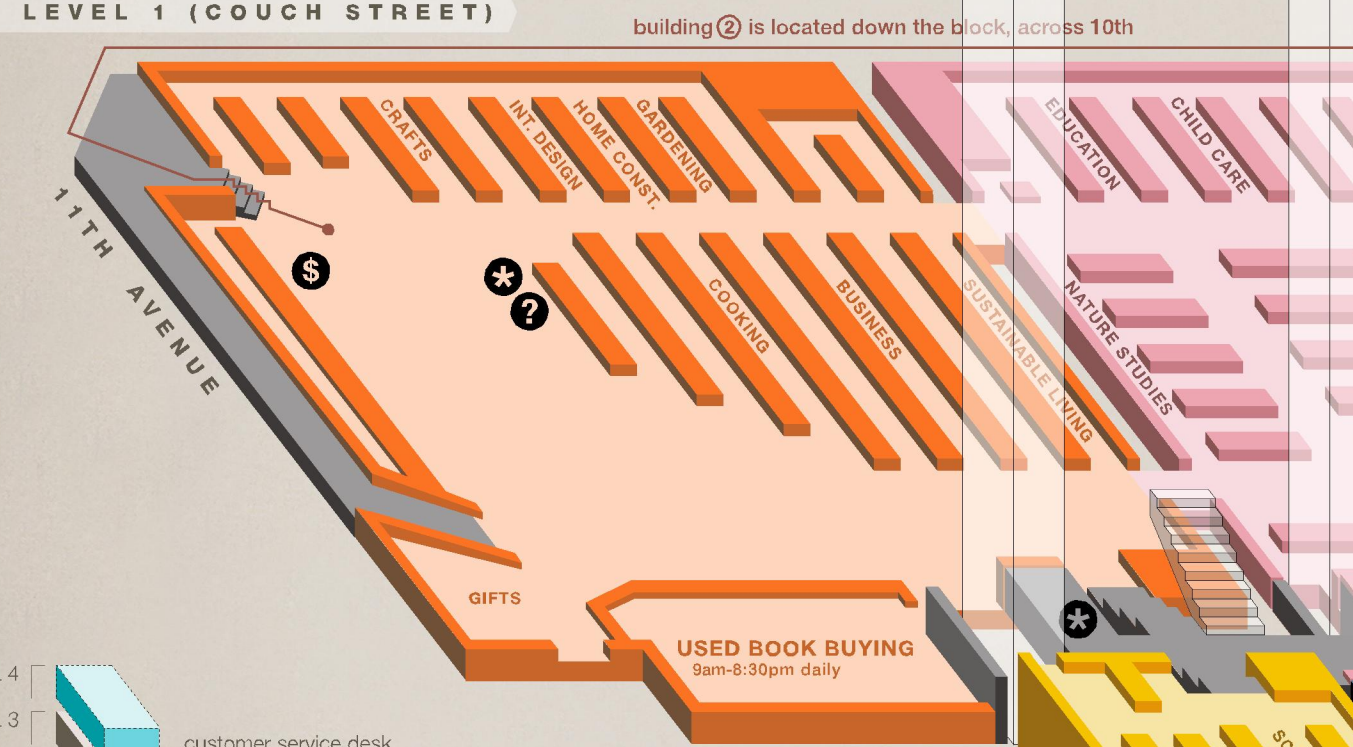 LEVEL 1 (COUCH STREET)
building ② is located down the block, across 10th
CRAFTS
INT. DESIGN
HOME CONST.
GARDENING
EDUCATION
CHILD CARE
11TH AVENUE
$
*
?
COOKING
BUSINESS
SUSTAINABLE LIVING
NATURE STUDIES
GIFTS
*
USED BOOK BUYING
9am-8:30pm daily
4
3
customer service desk